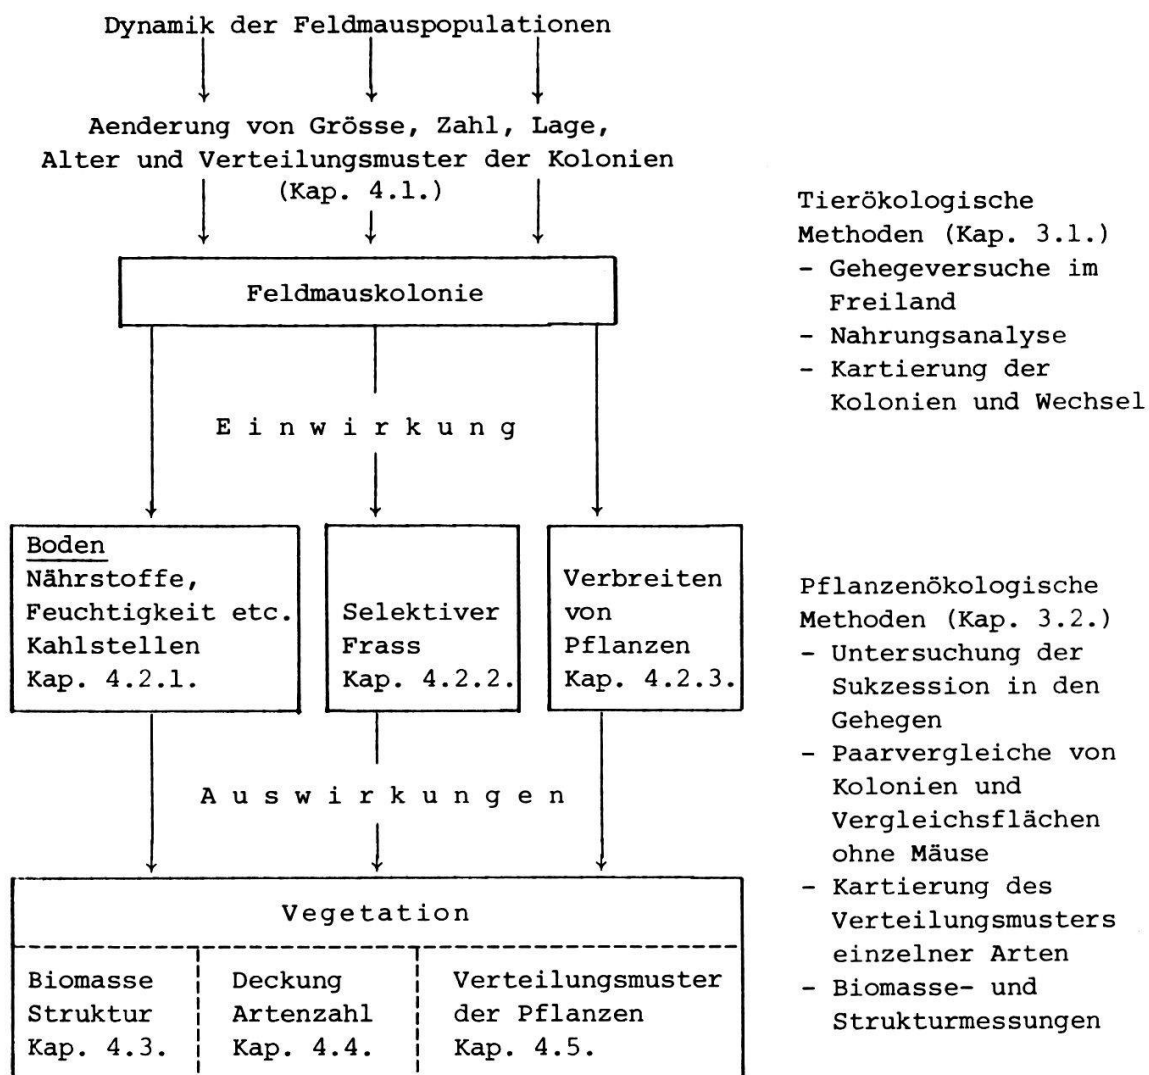 Dynamik der Feldmauspopulationen
Aenderung von Grösse, Zahl, Lage,
Alter und Verteilungsmuster der Kolonien
(Kap. 4.1.)
Feldmauskolonie
E i n w i r k u n g
Boden
Nährstoffe,
Feuchtigkeit etc.
Kahlstellen
Kap. 4.2.1.
Selektiver
Frass
Kap. 4.2.2.
Verbreiten
von
Pflanzen
Kap. 4.2.3.
A u s w i r k u n g e n
Vegetation
Biomasse
Struktur
Kap. 4.3.
Deckung
Artenzahl
Kap. 4.4.
Verteilungsmuster
der Pflanzen
Kap. 4.5.
Tierökologische
Methoden (Kap. 3.1.)
- Gehegeversuche im
Freiland
- Nahrungsanalyse
- Kartierung der
Kolonien und Wechsel
Pflanzenökologische
Methoden (Kap. 3.2.)
- Untersuchung der
Sukzession in den
Gehegen
- Paarvergleiche von
Kolonien und
Vergleichsflächen
ohne Mäuse
- Kartierung des
Verteilungsmusters
einzelner Arten
- Biomasse- und
Strukturmessungen